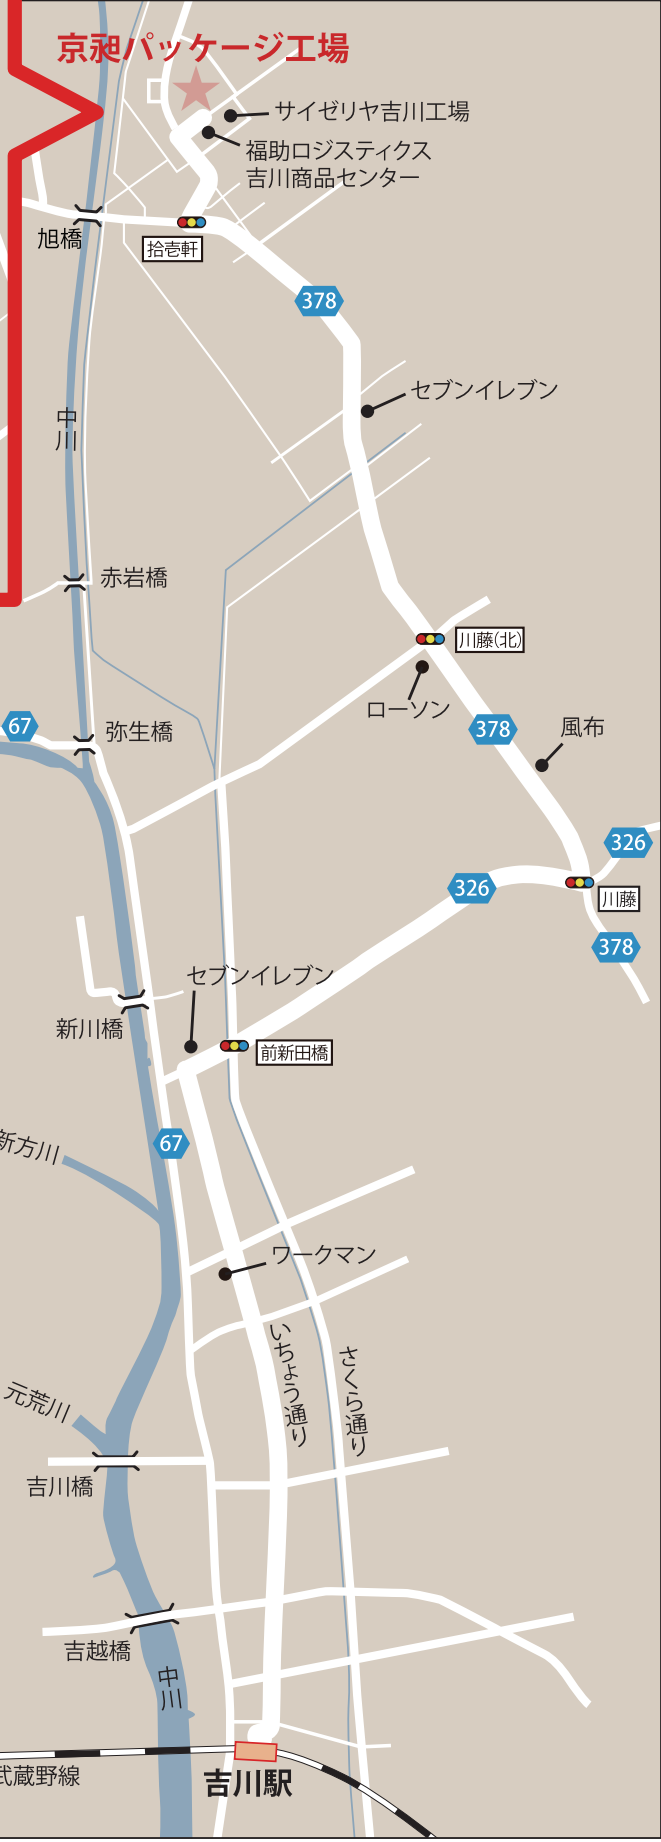 京昶パッケージ工場
サイゼリヤ吉川工場
福助ロジスティクス
吉川商品センター
旭橋
拾壱軒
378
セブンイレブン
中川
赤岩橋
川藤(北)
ローソン
67
弥生橋
378
風布
326
326
川藤
378
セブンイレブン
新川橋
前新田橋
67
新方川
ワークマン
いちょう通り
さくら通り
元荒川
吉川橋
吉越橋
中川
武蔵野線
吉川駅